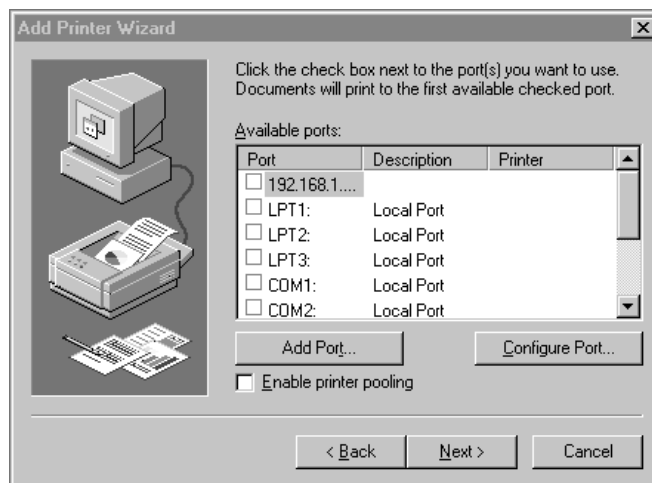 Add Printer Wizard
Click the check box next to the port(s) you want to use.
Documents will print to the first available checked port.
Available ports:
Port Description Printer
192.168.1....
LPT1: Local Port
LPT2: Local Port
LPT3: Local Port
COM1: Local Port
COM2: Local Port
Add Port... Configure Port...
Enable printer pooling
< Back Next > Cancel